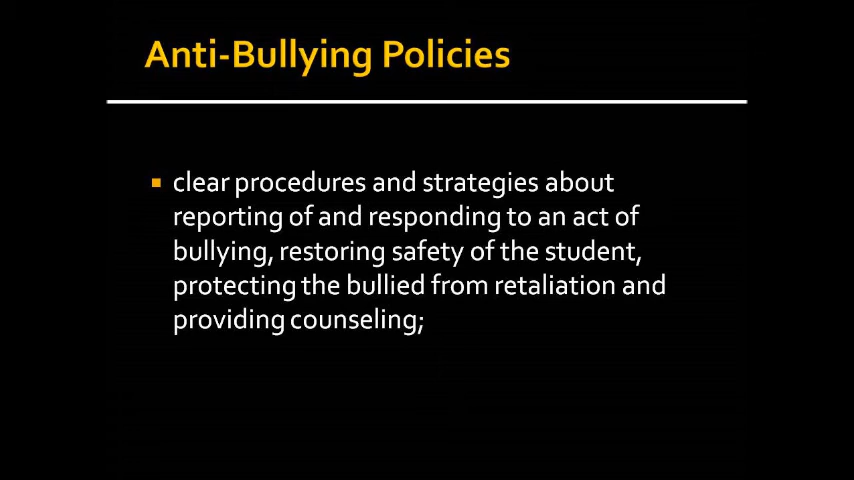 Anti-Bullying Policies
clear procedures and strategies about
reporting of and responding to an act of
bullying, restoring safety of the student,
protecting the bullied from retaliation and
providing counseling;